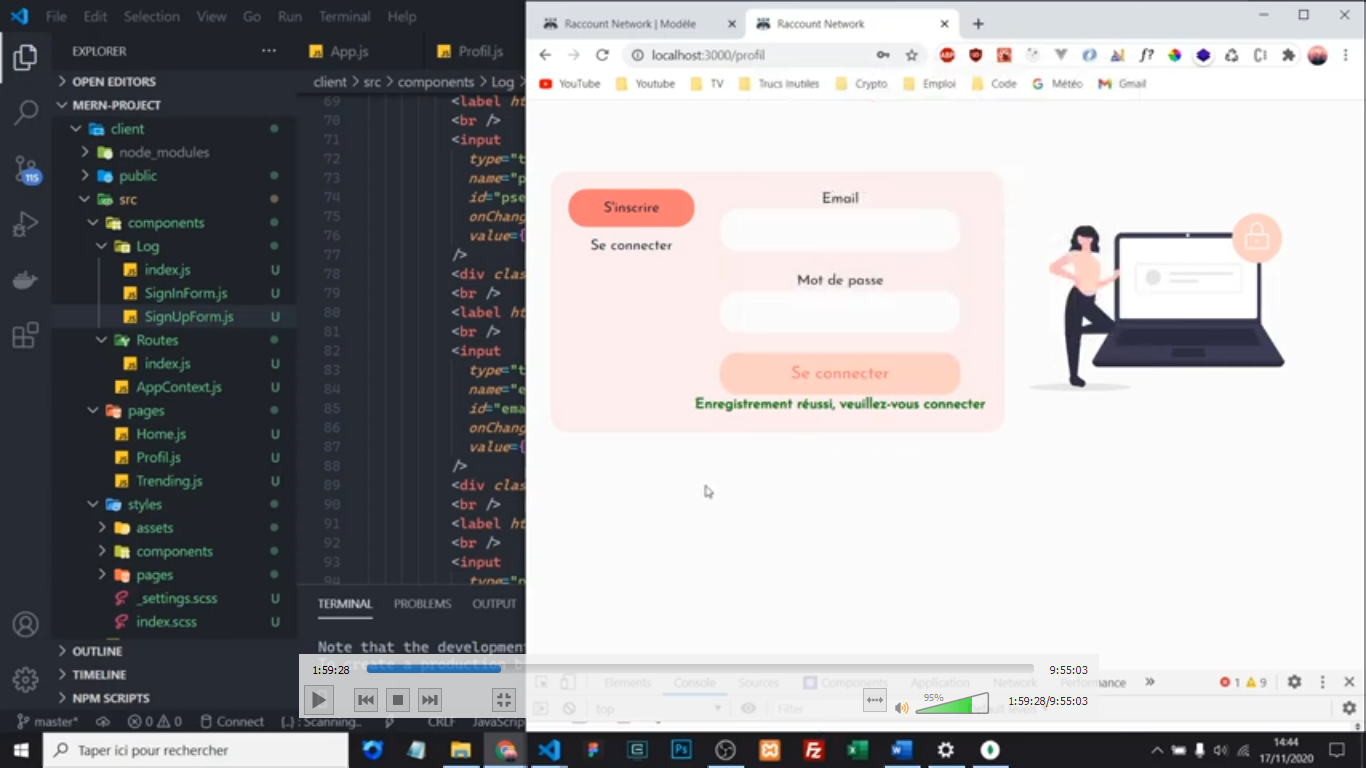 File Edit Selection View Go Run Terminal Help
EXPLORER
OPEN EDITORS
MERN-PROJECT
client
node_modules
public
src
components
Log
index.js U
SignInForm.js U
SignUpForm.js U
Routes
index.js U
AppContext.js U
pages
Home.js U
Profil.js U
Trending.js U
styles
assets
components
pages
_settings.scss U
index.scss U
OUTLINE
TIMELINE
NPM SCRIPTS
115
App.js Profil.js
client > src > components > Log
69 <label ht
70 <br />
71 <input
72 type="t
73 name="p
74 id="pse
75 onChang
76 value={
77 />
78 <div clas
79 <br />
80 <label ht
81 <br />
82 <input
83 type="t
84 name="e
85 id="ema
86 onChang
87 value={
88 />
89 <div clas
90 <br />
91 <label ht
92 <br />
93 <input
94 type="p
TERMINAL PROBLEMS OUTPUT
Note that the developmen
To create a production b
master* 0 0 Connect Scanning.. CRLF JavaScrip
Raccount Network | Modèle
Raccount Network
localhost:3000/profil
YouTube Youtube TV Trucs Inutiles Crypto Emploi Code Météo Gmail
S'inscrire
Se connecter
Email
Mot de passe
Se connecter
Enregistrement réussi, veuillez-vous connecter
Elements Console Sources Components Application Network Performance 1 9
top Filter
1:59:28 9:55:03
95% 1:59:28/9:55:03
Taper ici pour rechercher
14:44
17/11/2020